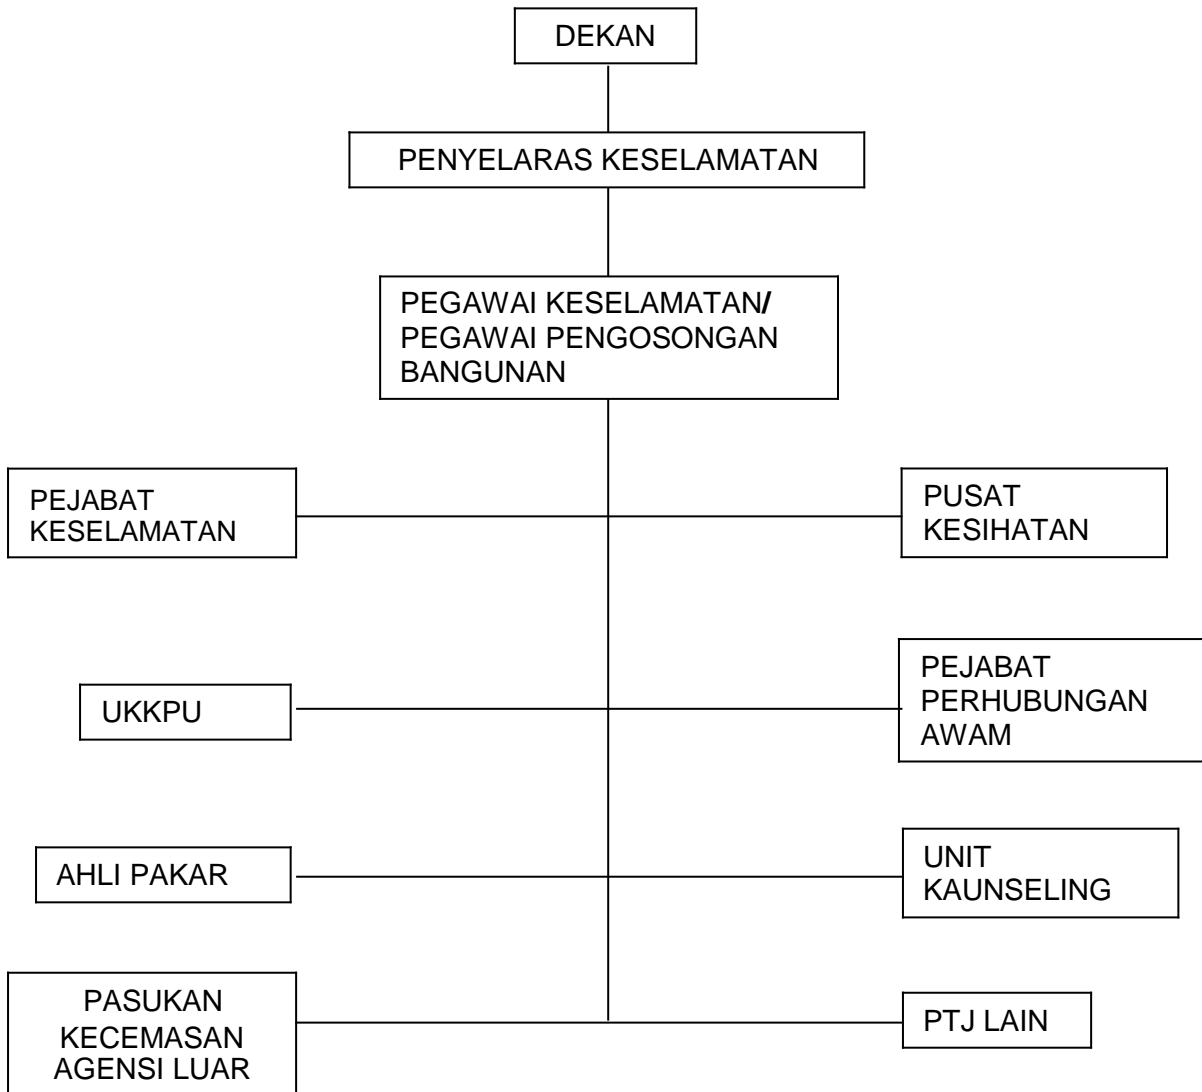 DEKAN
PENYELARAS KESELAMATAN
PEGAWAI KESELAMATAN/
PEGAWAI PENGOSONGAN
BANGUNAN
PEJABAT
KESELAMATAN
PUSAT
KESIHATAN
UKKPU
PEJABAT
PERHUBUNGAN
AWAM
AHLI PAKAR
UNIT
KAUNSELING
PASUKAN
KECEMASAN
AGENSI LUAR
PTJ LAIN